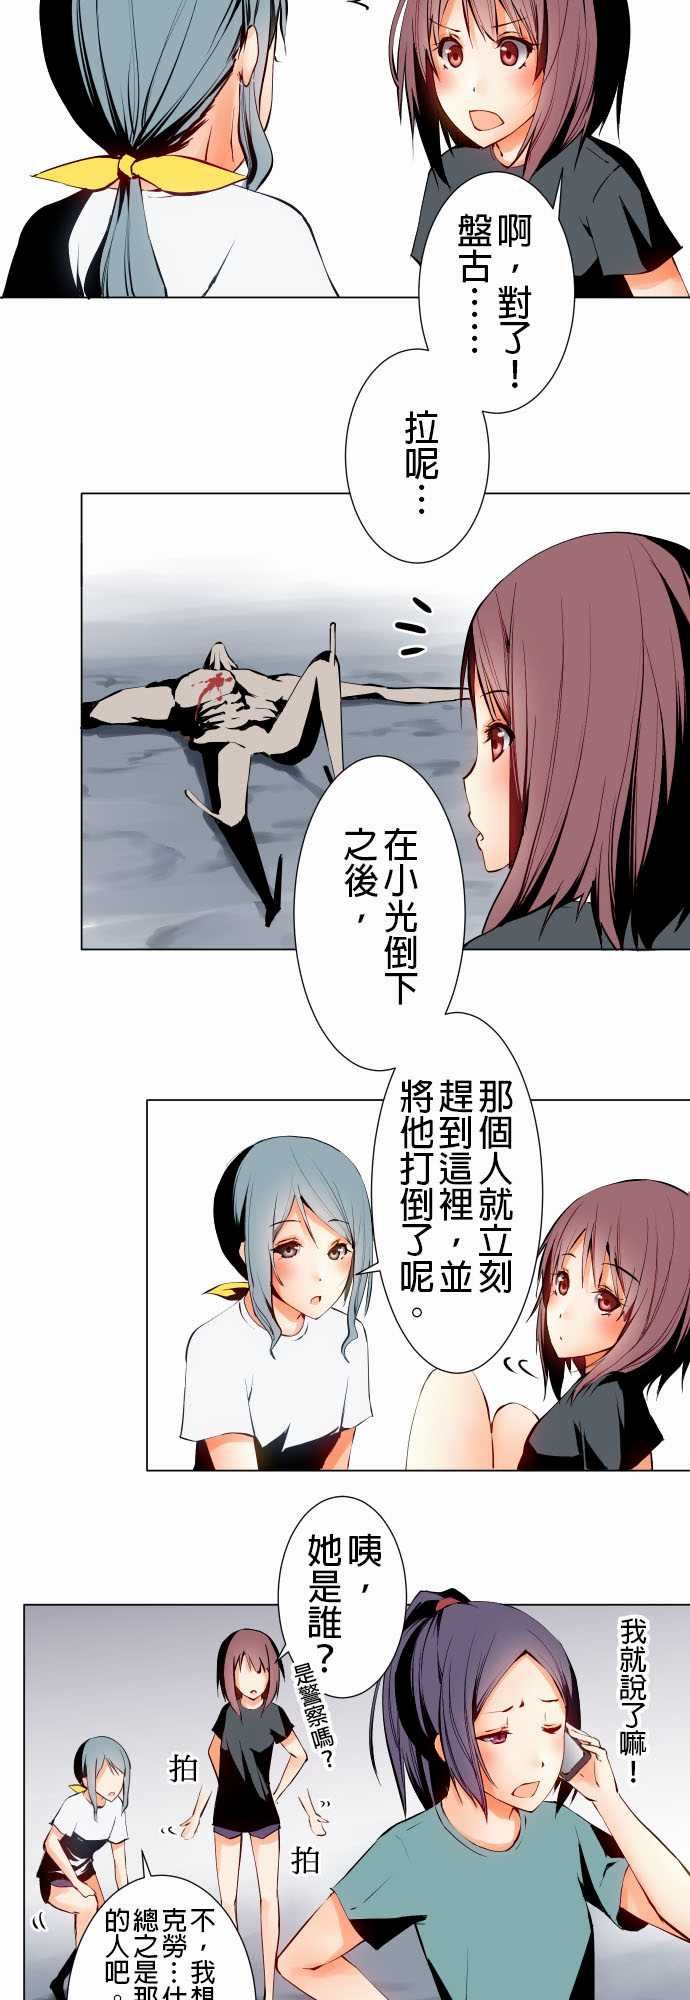 啊，對了！
盤古……
拉呢…
在小光倒下
之後，
那個人就立刻
趕到這裡，並
將他打倒了呢。
咦，
她是誰？
是警察嗎？
我就說了嘛！
拍
拍
不，我想
克勞…什
總之是那
的人吧。